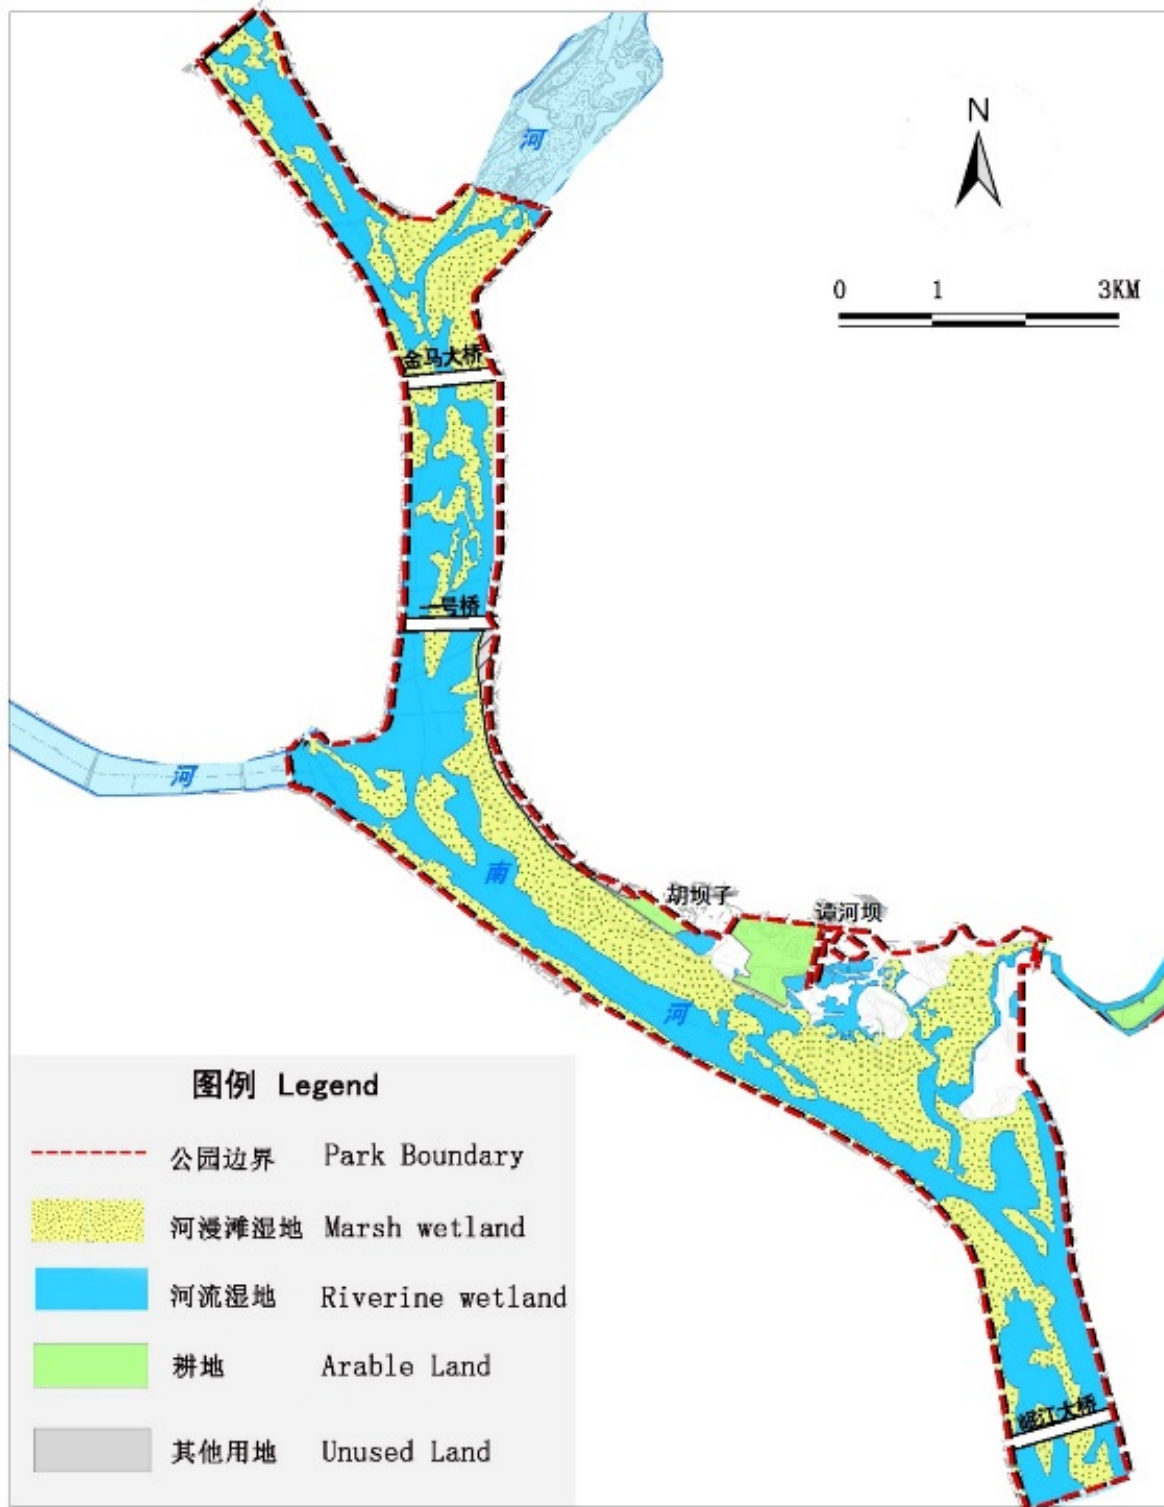 河
N
0 1 3KM
金马大桥
一号桥
河
南
胡坝子
谭河坝
河
图例 Legend
公园边界 Park Boundary
河漫滩湿地 Marsh wetland
河流湿地 Riverine wetland
耕地 Arable Land
其他用地 Unused Land
岷江大桥